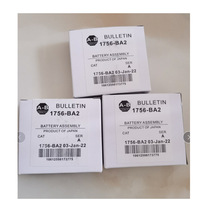 A-B
BULLETIN
1756-BA2
BATTERY ASSEMBLY
PRODUCT OF JAPAN
CAT
SER
A
1756-BA2 03-Jan-22
A-B
BULLETIN
1756-BA2
BATTERY ASSEMBLY
PRODUCT OF JAPAN
CAT
SER
A
1756-BA2 03-Jan-22
A-B
BULLETIN
1756-BA2
BATTERY ASSEMBLY
PRODUCT OF JAPAN
CAT
SER
A
1756-BA2 03-Jan-22